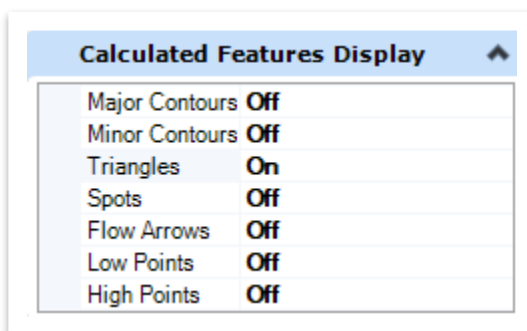 Calculated Features Display
Major Contours Off
Minor Contours Off
Triangles On
Spots Off
Flow Arrows Off
Low Points Off
High Points Off